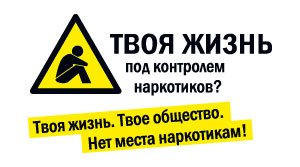 ТВОЯ ЖИЗНЬ
под контролем
наркотиков?
Твоя жизнь. Твое общество.
Нет места наркотикам!